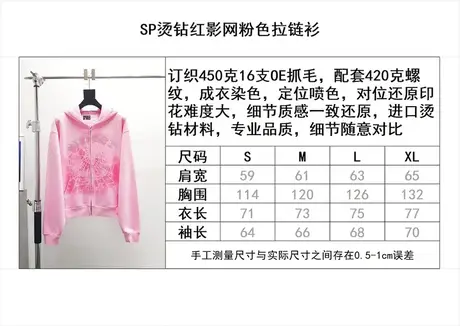 SP烫钻红影网粉色拉链衫
订织450克16支OE抓毛，配套420克螺
纹，成衣染色，定位喷色，对位还原印
花难度大，细节质感一致还原，进口烫
钻材料，专业品质，细节随意对比
尺码 S M L XL
肩宽 59 61 63 65
胸围 114 120 126 132
衣长 71 73 75 77
袖长 64 66 68 70
手工测量尺寸与实际尺寸之间存在0.5-1cm误差